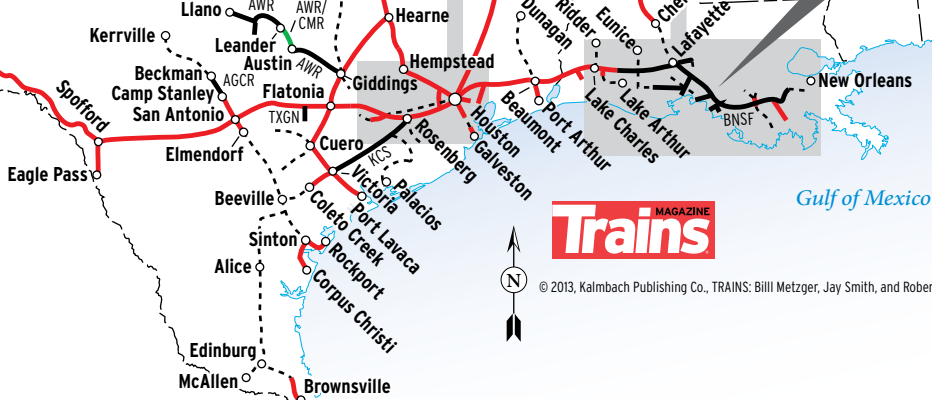 Llano
AWR
AWR/
CMR
Hearne
Dunagan
Ridder
Eunice
Lafayette
Kerrville
Leander
Austin
AWR
Hempstead
Giddings
Beckman
AGCR
Camp Stanley
San Antonio
Flatonia
TXGN
Spofford
Elmendorf
Eagle Pass
Cuero
KCS
Rosenberg
Houston
Galveston
Beaumont
Port Arthur
Lake Charles
Lake Arthur
BNSF
New Orleans
Beeville
Victoria
Palacios
Port Lavaca
Coleto Creek
Sinton
Rockport
Alice
Corpus Christi
Edinburg
McAllen
Brownsville
Gulf of Mexico
Trains
MAGAZINE
N
© 2013, Kalmbach Publishing Co., TRAINS: Billl Metzger, Jay Smith, and Rober